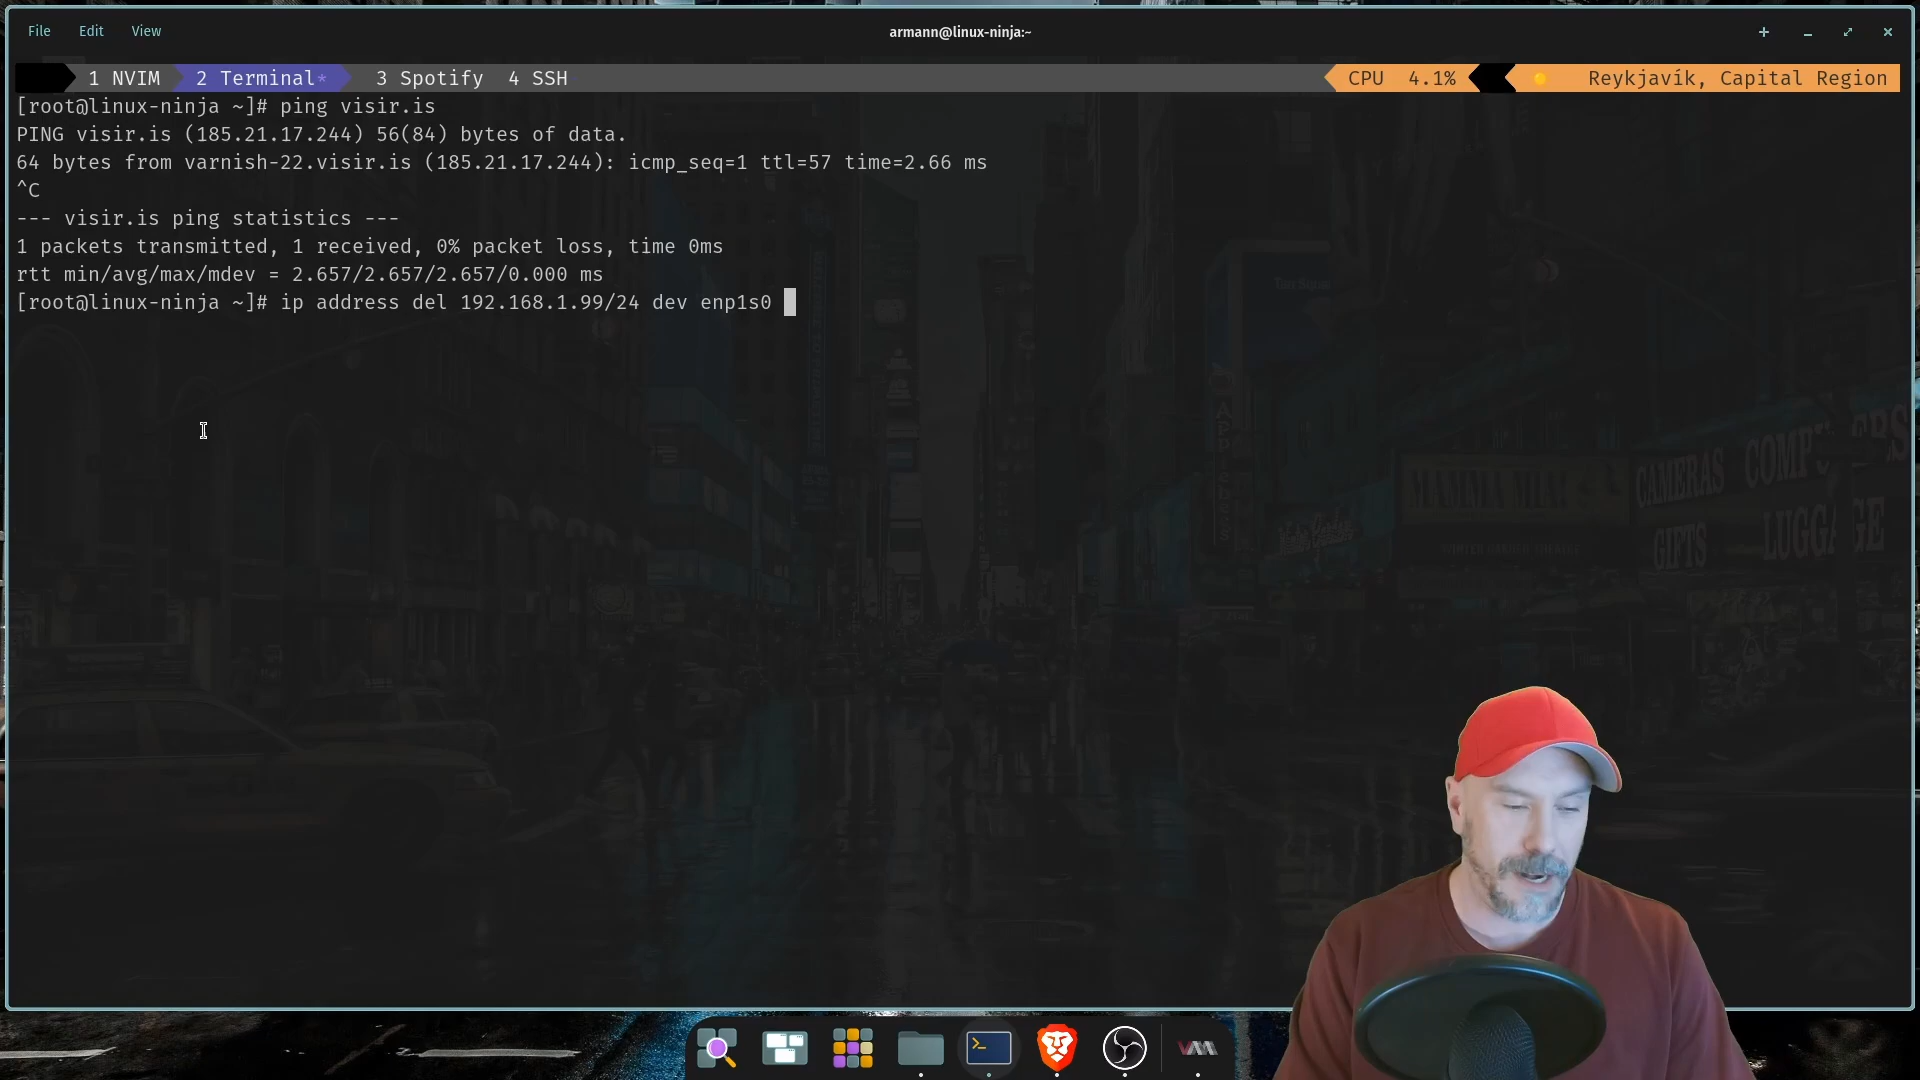 File Edit View armann@linux-ninja:~
1 NVIM 2 Terminal* 3 Spotify 4 SSH CPU 4.1% Reykjavík, Capital Region
[root@linux-ninja ~]# ping visir.is
PING visir.is (185.21.17.244) 56(84) bytes of data.
64 bytes from varnish-22.visir.is (185.21.17.244): icmp_seq=1 ttl=57 time=2.66 ms
^C
--- visir.is ping statistics ---
1 packets transmitted, 1 received, 0% packet loss, time 0ms
rtt min/avg/max/mdev = 2.657/2.657/2.657/0.000 ms
[root@linux-ninja ~]# ip address del 192.168.1.99/24 dev enp1s0
CAMERAS
GIFTS
WINTER GARDEN THEATRE